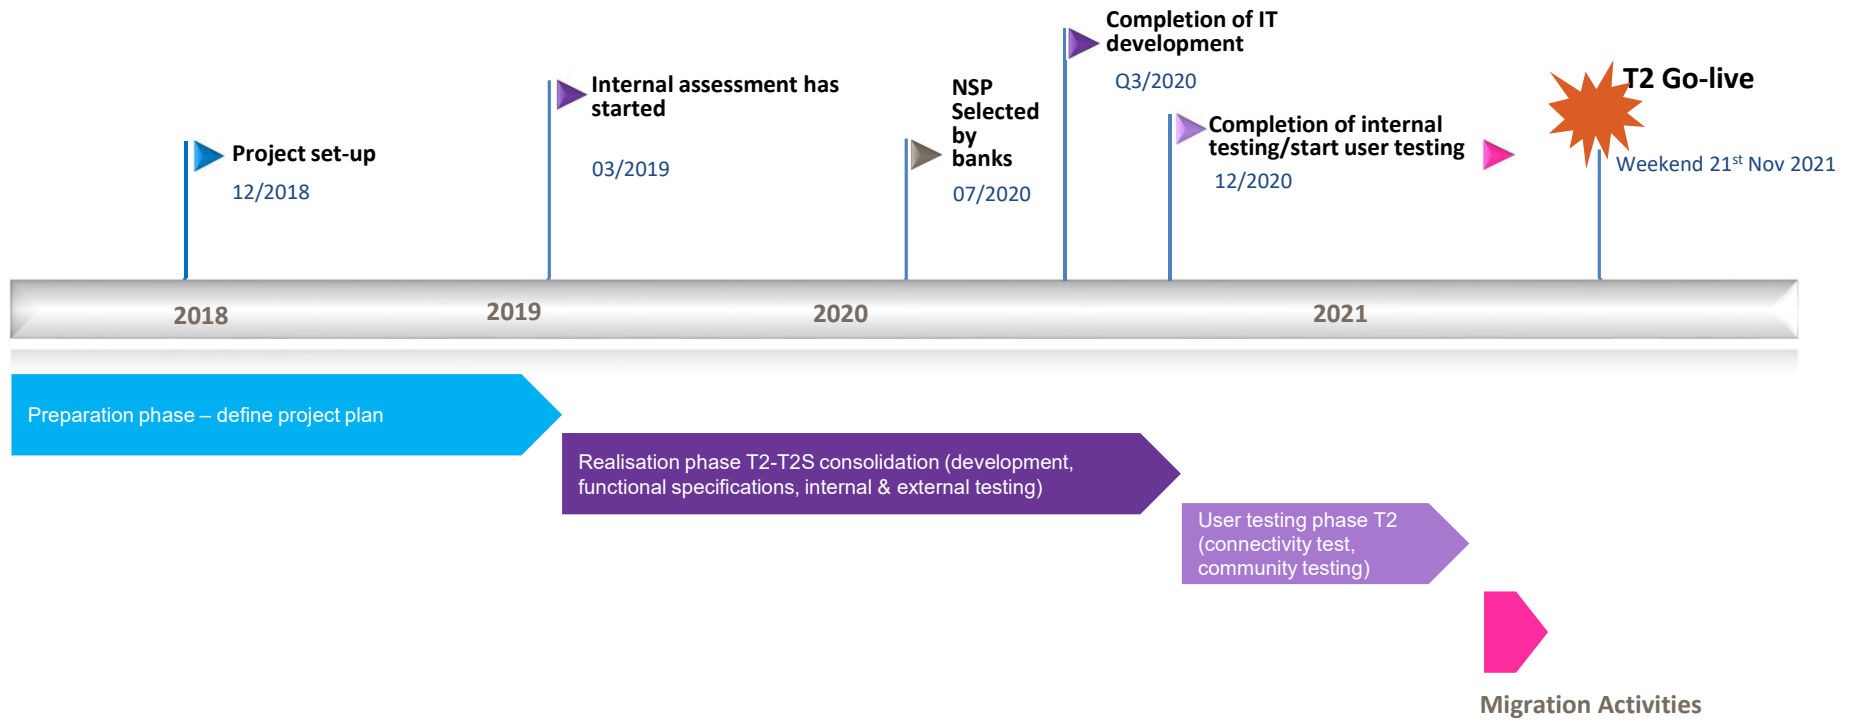 Completion of IT
development
Q3/2020
Internal assessment has
started
03/2019
NSP
Selected
by
banks
07/2020
T2 Go-live
Weekend 21st Nov 2021
Project set-up
12/2018
Completion of internal
testing/start user testing
12/2020
2018
2019
2020
2021
Preparation phase – define project plan
Realisation phase T2-T2S consolidation (development,
functional specifications, internal & external testing)
User testing phase T2
(connectivity test,
community testing)
Migration Activities